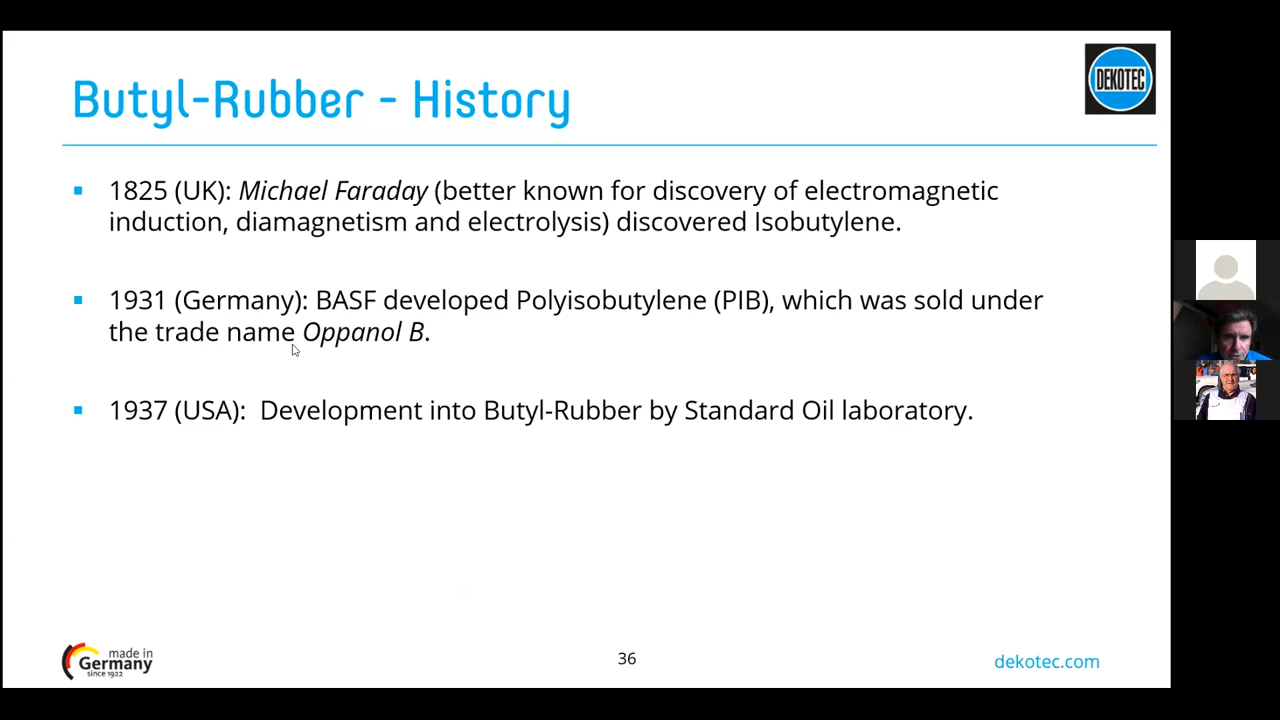 Butyl-Rubber - History
DEKOTEC
▪ 1825 (UK): Michael Faraday (better known for discovery of electromagnetic
induction, diamagnetism and electrolysis) discovered Isobutylene.
▪ 1931 (Germany): BASF developed Polyisobutylene (PIB), which was sold under
the trade name Oppanol B.
▪ 1937 (USA): Development into Butyl-Rubber by Standard Oil laboratory.
made in
Germany
since 1922
36
dekotec.com